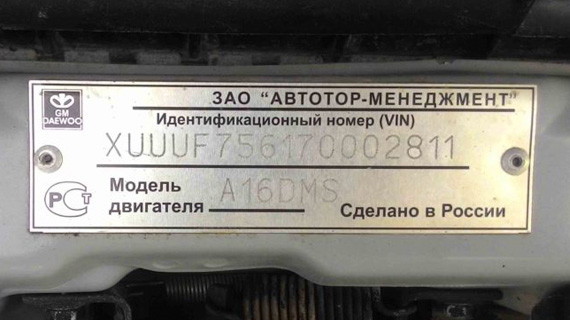 ЗАО "АВТОТОР-МЕНЕДЖМЕНТ"
GM
DAEWOO
Идентификационный номер (VIN)
XUUUF756170002811
РСТ
Модель
двигателя A16DMS
Сделано в России